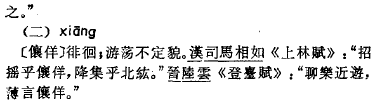 之。”
(二) xiāng
〔儴佯〕徘徊;游荡不定貌。漢司馬相如《上林賦》:“招
摇乎儴佯,降集乎北紘。”晉陸雲《登臺賦》:“聊樂近遊,
薄言儴佯。”